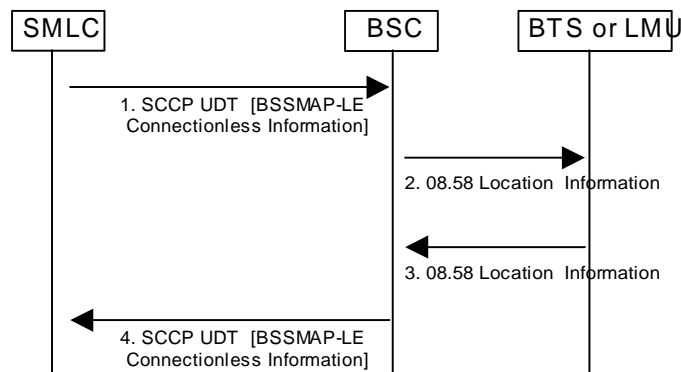 SMLC
BSC
BTS or LMU
1. SCCP UDT [BSSMAP-LE
Connectionless Information]
2. 08.58 Location Information
3. 08.58 Location Information
4. SCCP UDT [BSSMAP-LE
Connectionless Information]